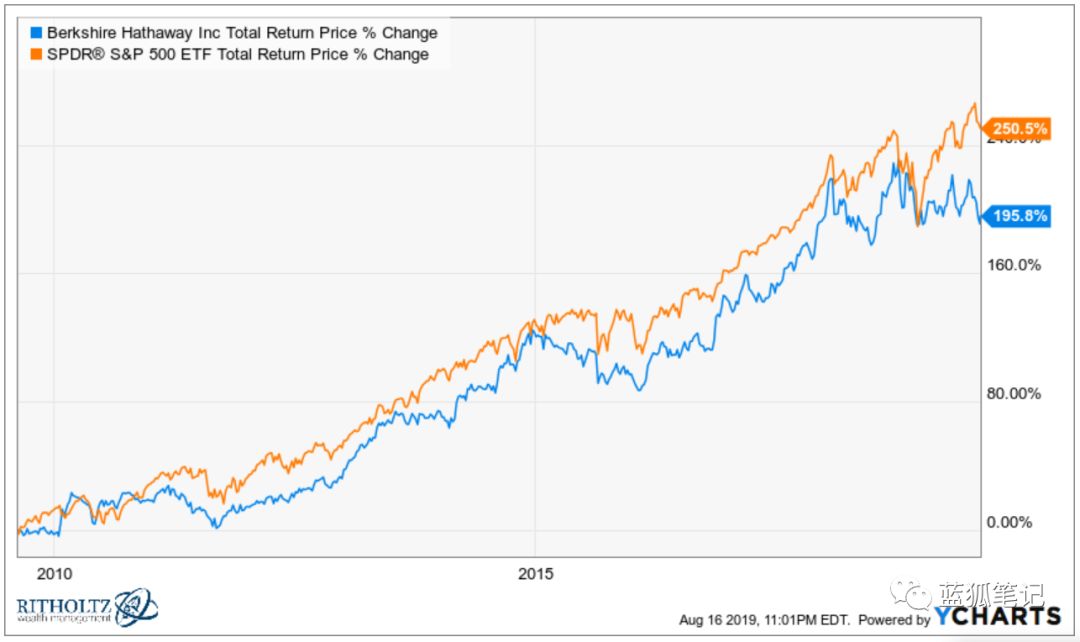 Berkshire Hathaway Inc Total Return Price % Change
SPDR® S&P 500 ETF Total Return Price % Change
250.5%
195.8%
160.0%
80.00%
0.00%
2010
2015
RITHOLTZ
wealth management
蓝狐笔记
Aug 16 2019, 11:01PM EDT. Powered by YCHARTS